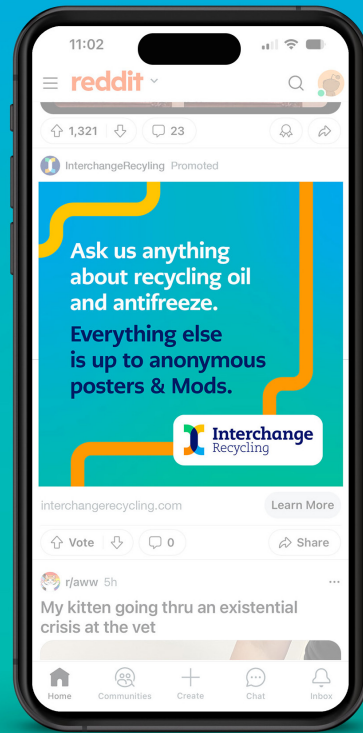 11:02
reddit
1,321
23
InterchangeRecyling Promoted
Ask us anything
about recycling oil
and antifreeze.
Everything else
is up to anonymous
posters & Mods.
Interchange
Recycling
interchangerecycling.com
Learn More
Vote
0
Share
r/aww 5h
My kitten going thru an existential
crisis at the vet
Home
Communities
Create
Chat
Inbox